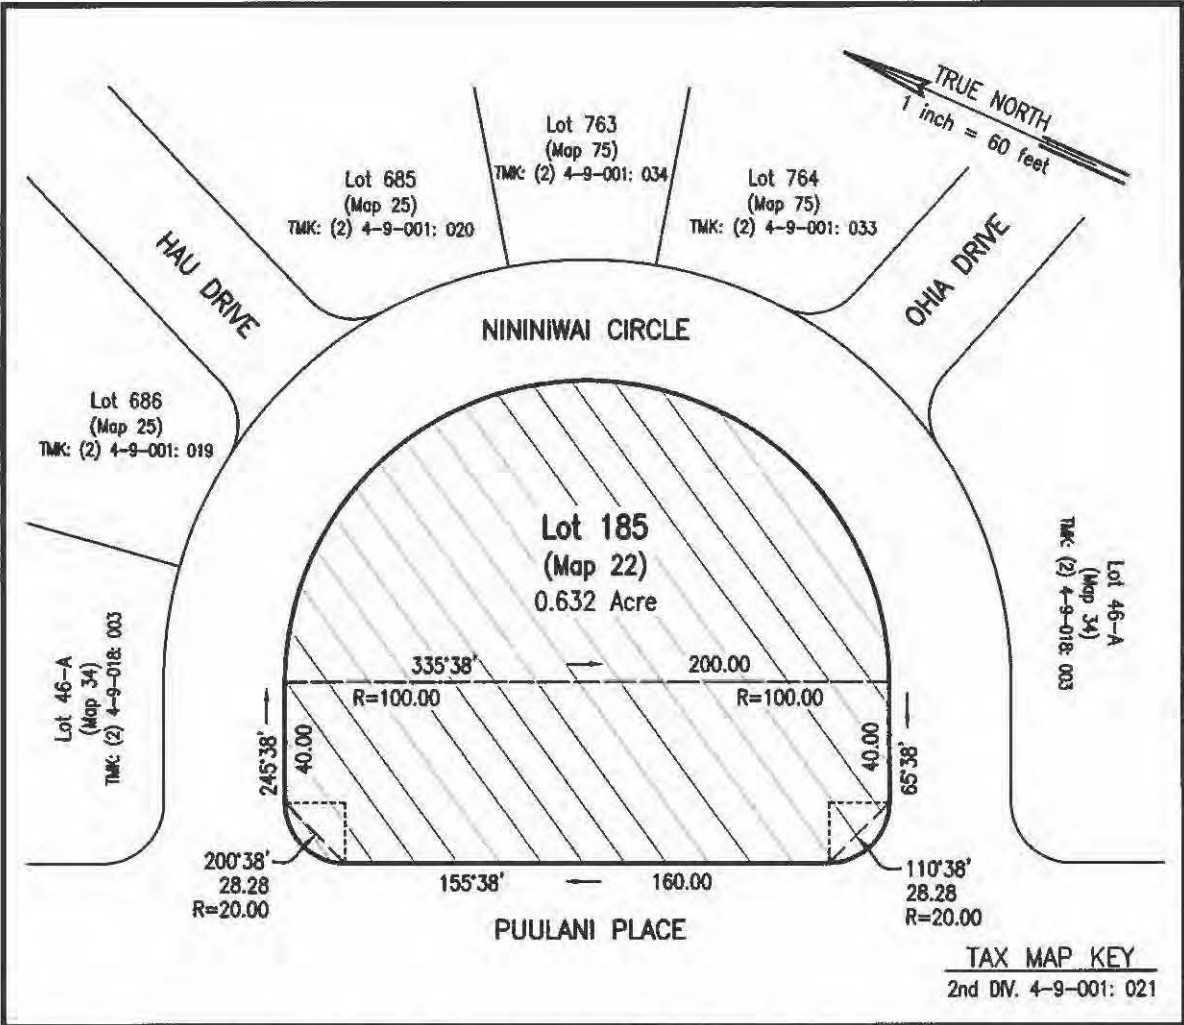 TRUE NORTH
1 inch = 60 feet
Lot 763
(Map 75)
TMK: (2) 4-9-001: 034
Lot 685
(Map 25)
TMK: (2) 4-9-001: 020
Lot 764
(Map 75)
TMK: (2) 4-9-001: 033
HAU DRIVE
OHIA DRIVE
NININIWAI CIRCLE
Lot 686
(Map 25)
TMK: (2) 4-9-001: 019
Lot 185
(Map 22)
0.632 Acre
Lot 46-A
(Map 34)
TMK: (2) 4-9-018: 003
Lot 46-A
(Map 34)
TMK: (2) 4-9-018: 003
335°38' 200.00
R=100.00 R=100.00
245°38'
40.00
40.00
65°38'
200°38'
28.28
R=20.00
155°38' 160.00
110°38'
28.28
R=20.00
PUULANI PLACE
TAX MAP KEY
2nd DIV. 4-9-001: 021